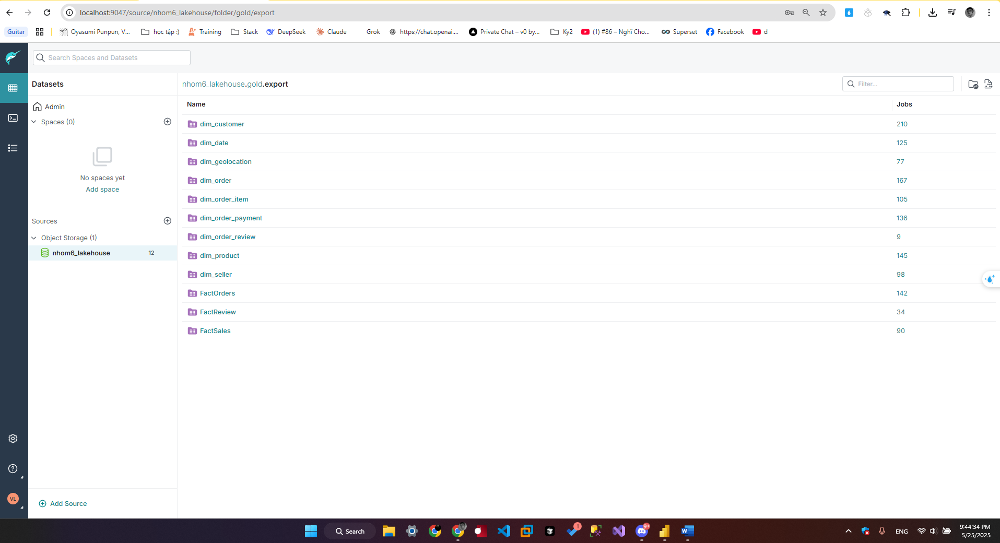 localhost:9047/source/nhom6_lakehouse/folder/gold/export
Guitar
Oyasumi Punpun, V...
học tập :)
Training
Stack
DeepSeek
Claude
Grok
https://chat.openai....
Private Chat – v0 by...
Ky2
(1) #86 – Nghĩ Cho...
Superset
Facebook
d
Search Spaces and Datasets
Datasets
nhom6_lakehouse.gold.export
Filter...
Admin
Spaces (0)
No spaces yet
Add space
Sources
Object Storage (1)
nhom6_lakehouse 12
Add Source
Name Jobs
dim_customer 210
dim_date 125
dim_geolocation 77
dim_order 167
dim_order_item 105
dim_order_payment 136
dim_order_review 9
dim_product 145
dim_seller 98
FactOrders 142
FactReview 34
FactSales 90
VL
Search
1
9+
W
ENG
9:44:34 PM
5/25/2025